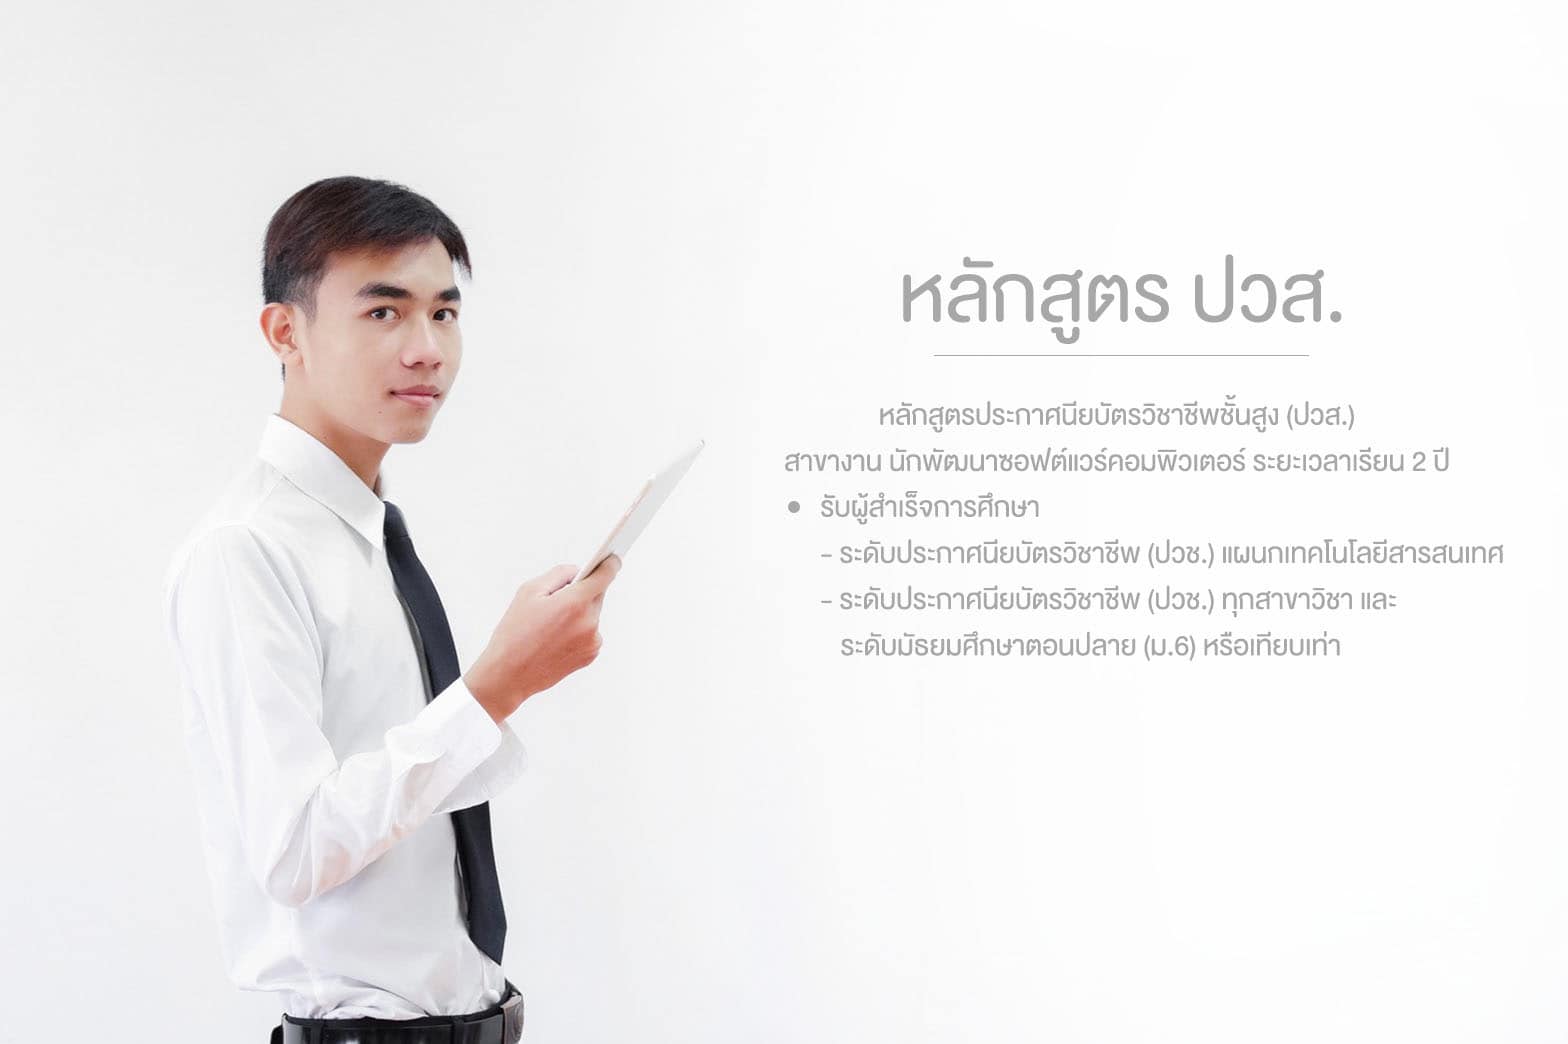 หลักสูตร ปวส.
หลักสูตรประกาศนียบัตรวิชาชีพชั้นสูง (ปวส.)
สาขางาน นักพัฒนาซอฟต์แวร์คอมพิวเตอร์ ระยะเวลาเรียน 2 ปี
• รับผู้สำเร็จการศึกษา
- ระดับประกาศนียบัตรวิชาชีพ (ปวช.) แผนกเทคโนโลยีสารสนเทศ
- ระดับประกาศนียบัตรวิชาชีพ (ปวช.) ทุกสาขาวิชา และ
ระดับมัธยมศึกษาตอนปลาย (ม.6) หรือเทียบเท่า